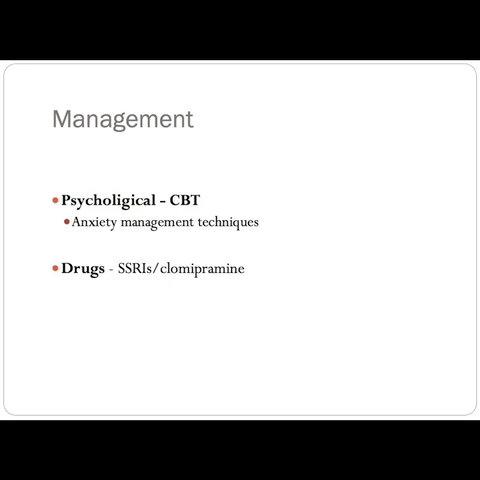 Management
Psycholigical - CBT
Anxiety management techniques
Drugs - SSRIs/clomipramine